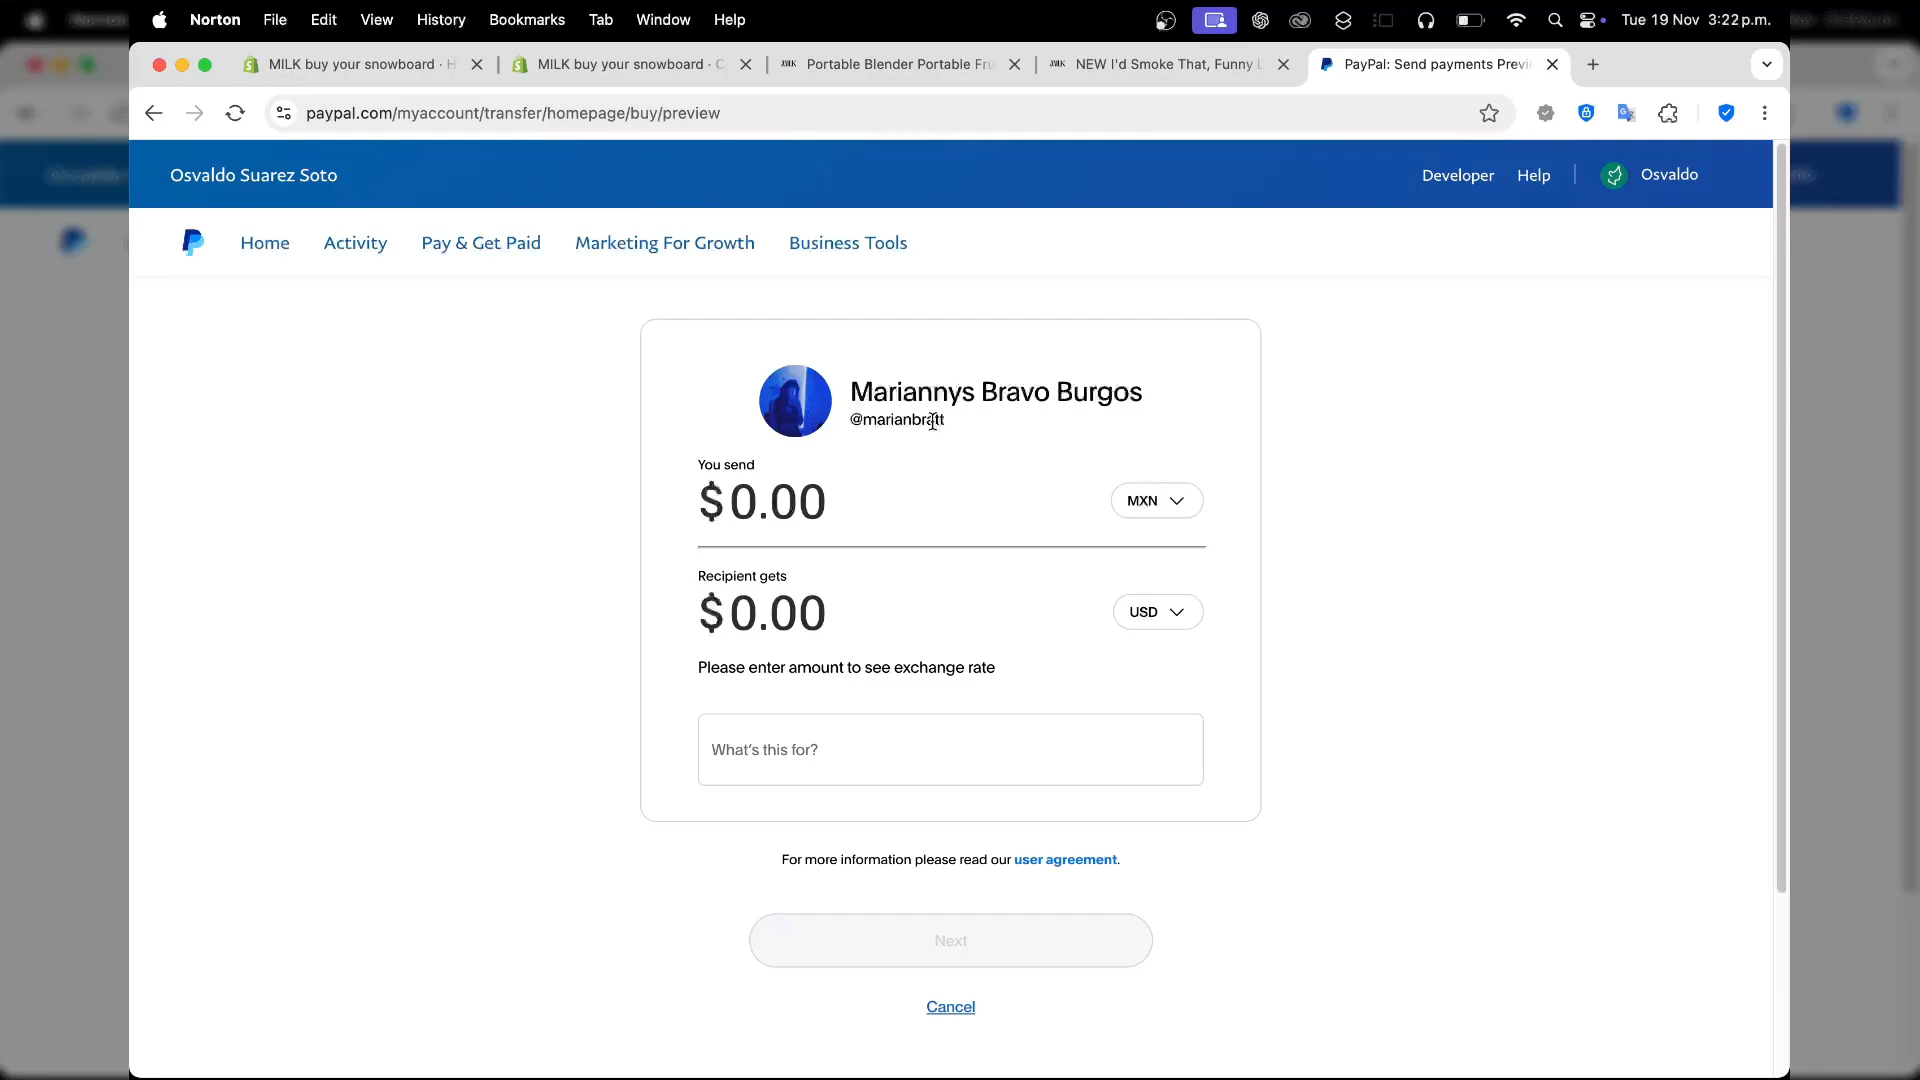 Norton File Edit View History Bookmarks Tab Window Help Tue 19 Nov 3:22 p.m.
MILK buy your snowboard · H MILK buy your snowboard · C Portable Blender Portable Fru NEW I'd Smoke That, Funny L PayPal: Send payments Previ
paypal.com/myaccount/transfer/homepage/buy/preview
Osvaldo Suarez Soto Developer Help Osvaldo
Home Activity Pay & Get Paid Marketing For Growth Business Tools
Mariannys Bravo Burgos
You send
$0.00 MXN
Recipient gets
$0.00 USD
Please enter amount to see exchange rate
What's this for?
For more information please read our user agreement.
Next
Cancel